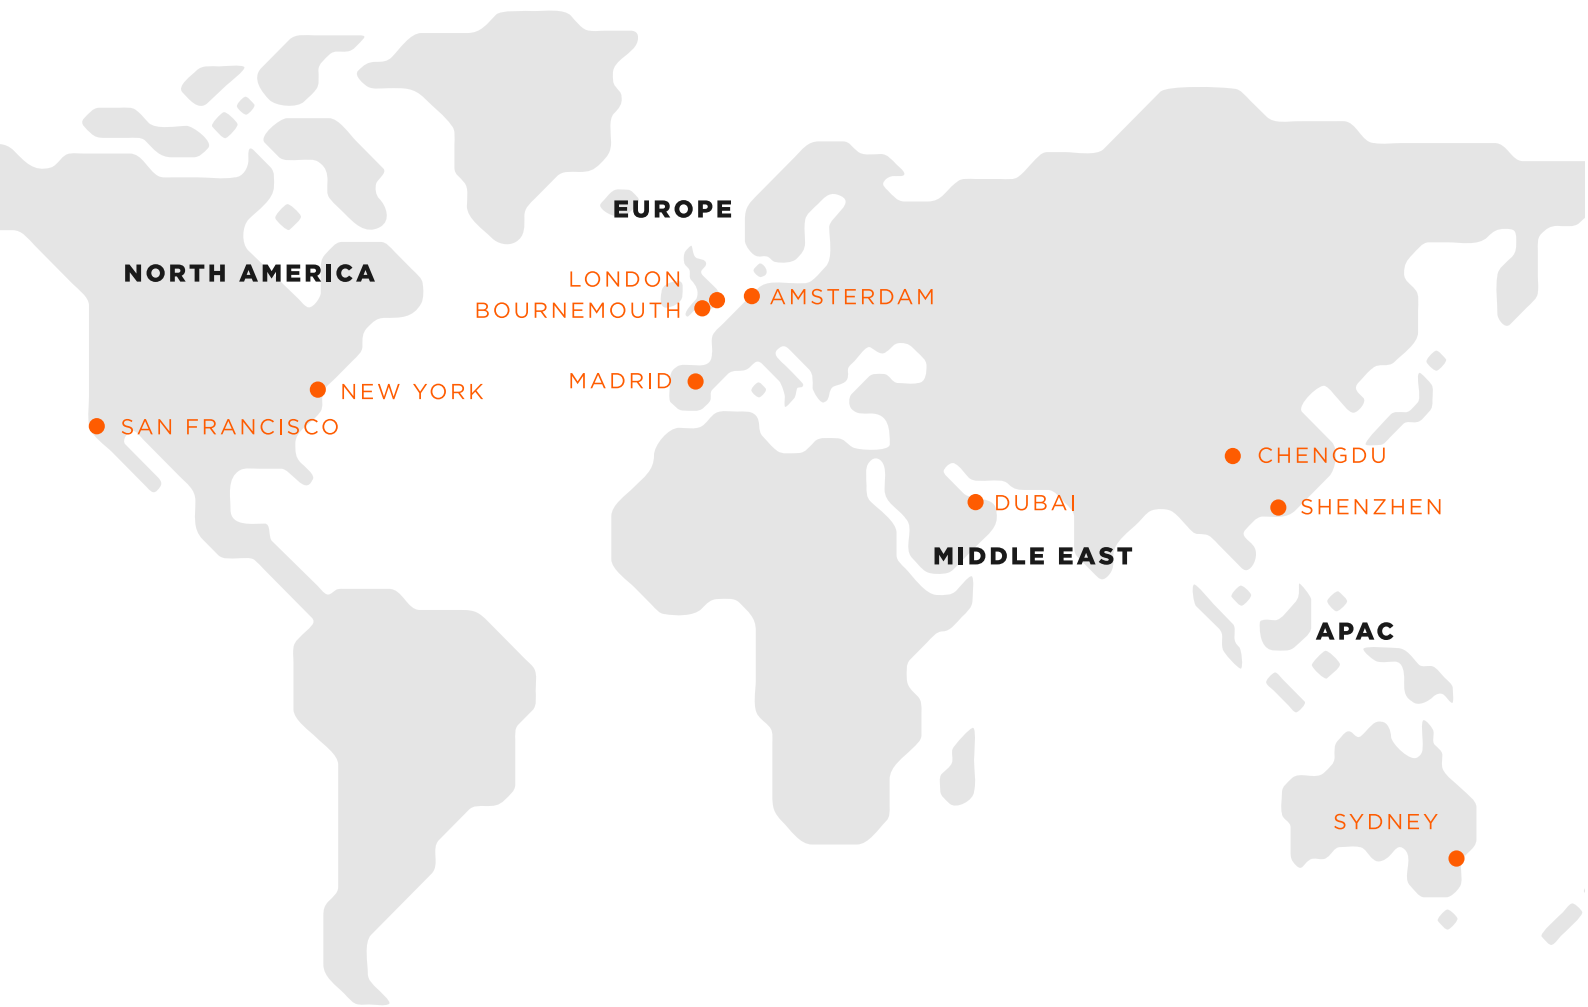 EUROPE
NORTH AMERICA
LONDON
BOURNEMOUTH
AMSTERDAM
MADRID
NEW YORK
SAN FRANCISCO
CHENGDU
DUBAI
SHENZHEN
MIDDLE EAST
APAC
SYDNEY